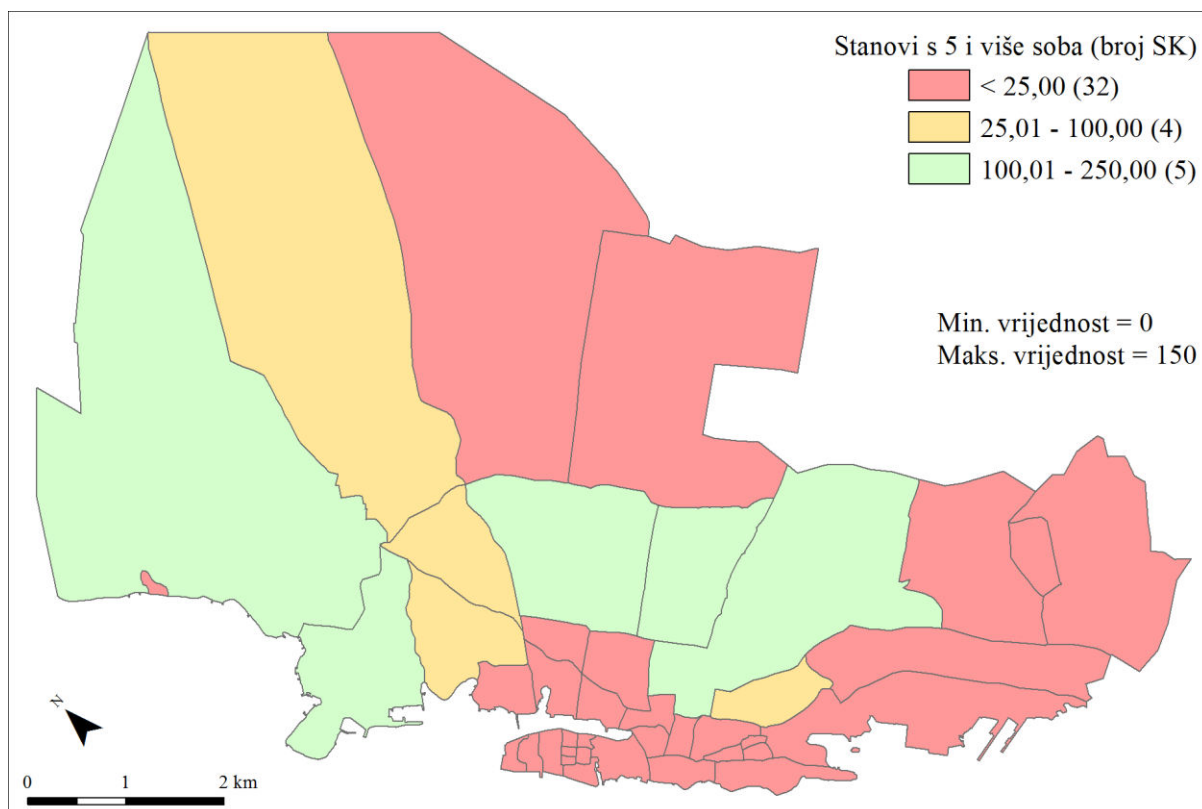 Stanovi s 5 i više soba (broj SK)
< 25,00 (32)
25,01 - 100,00 (4)
100,01 - 250,00 (5)
Min. vrijednost = 0
Maks. vrijednost = 150
N
0 1 2 km